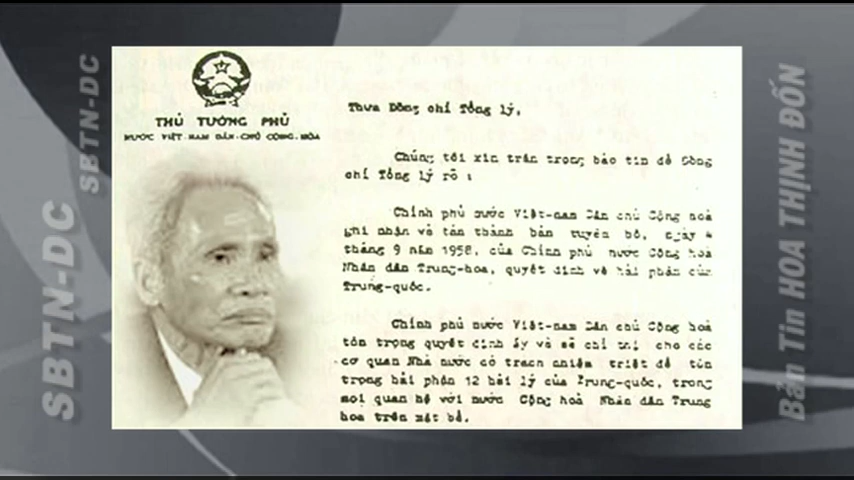 SBTN-DC
SBTN-DC
THỦ TƯỚNG PHỦ
NƯỚC VIỆT-NAM DÂN-CHỦ CỘNG-HÒA
Thưa Đồng chí Tổng lý,
Chúng tôi xin trân trọng báo tin để Đồng
chí Tổng lý rõ :
Chính phủ nước Việt-nam Dân chủ Cộng hoà
ghi nhận và tán thành bản tuyên bố, ngày 4
tháng 9 năm 1958, của Chính phủ nước Cộng hoà
Nhân dân Trung-hoa, quyết định về hải phận của
Trung-quốc.
Chính phủ nước Việt-nam Dân chủ Cộng hoà
tôn trọng quyết định ấy và sẽ chỉ thị cho các
cơ quan Nhà nước có trách nhiệm triệt để tôn
trọng hải phận 12 hải lý của Trung-quốc, trong
mọi quan hệ với nước Cộng hoà Nhân dân Trung
hoa trên mặt bể.
Bản Tin HOA THỊNH ĐỐN